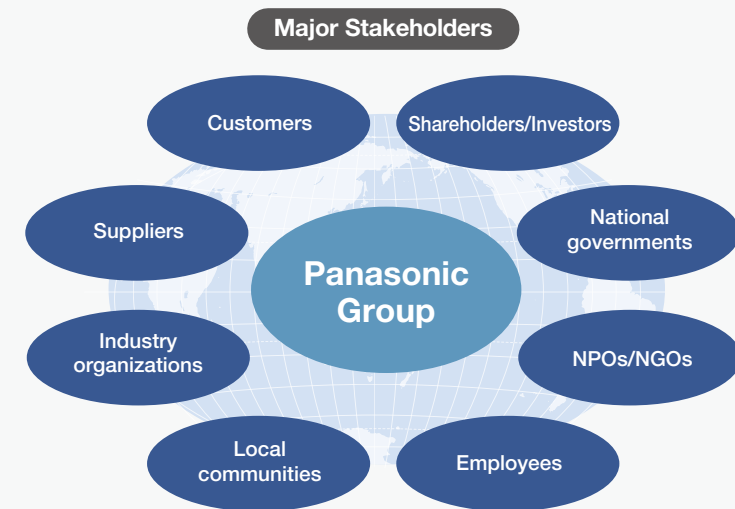 Major Stakeholders
Customers
Shareholders/Investors
Suppliers
National
governments
Panasonic
Group
Industry
organizations
NPOs/NGOs
Local
communities
Employees